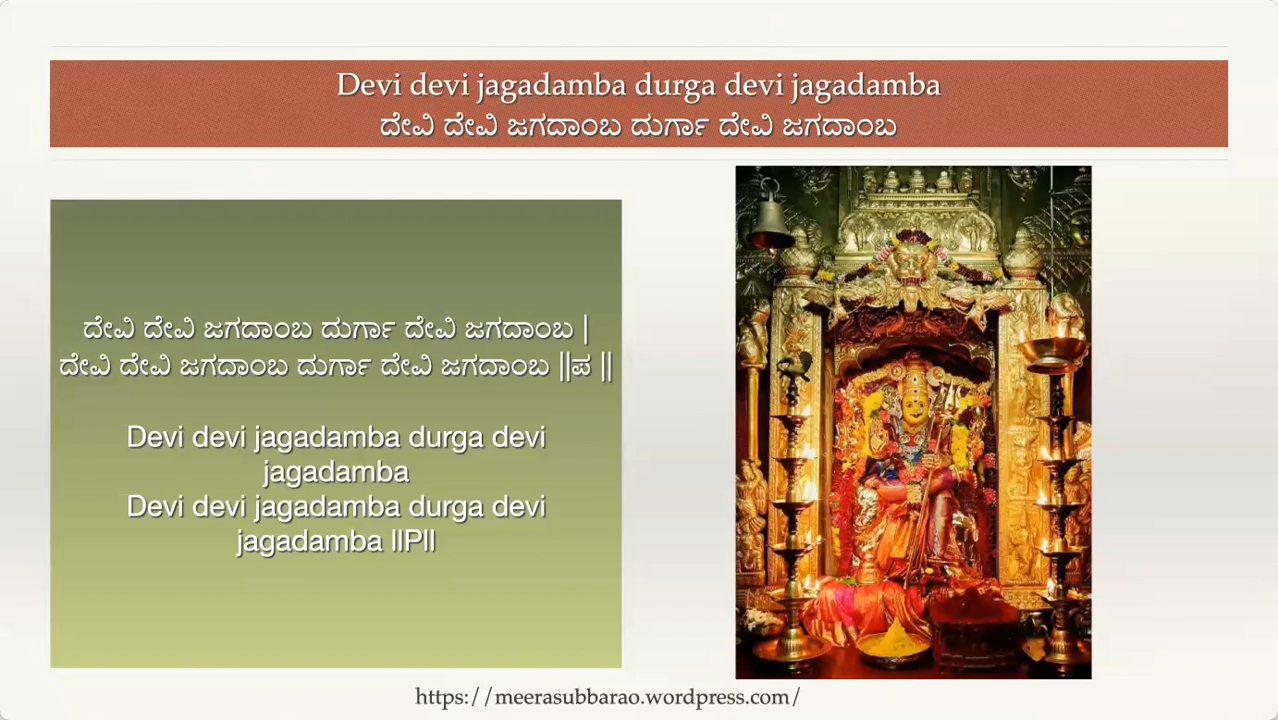 Devi devi jagadamba durga devi jagadamba
ದೇವಿ ದೇವಿ ಜಗದಾಂಬ ದುರ್ಗಾ ದೇವಿ ಜಗದಾಂಬ
ದೇವಿ ದೇವಿ ಜಗದಾಂಬ ದುರ್ಗಾ ದೇವಿ ಜಗದಾಂಬ |
ದೇವಿ ದೇವಿ ಜಗದಾಂಬ ದುರ್ಗಾ ದೇವಿ ಜಗದಾಂಬ ||ಪ ||
Devi devi jagadamba durga devi
jagadamba
Devi devi jagadamba durga devi
jagadamba llPll
https://meerasubbarao.wordpress.com/